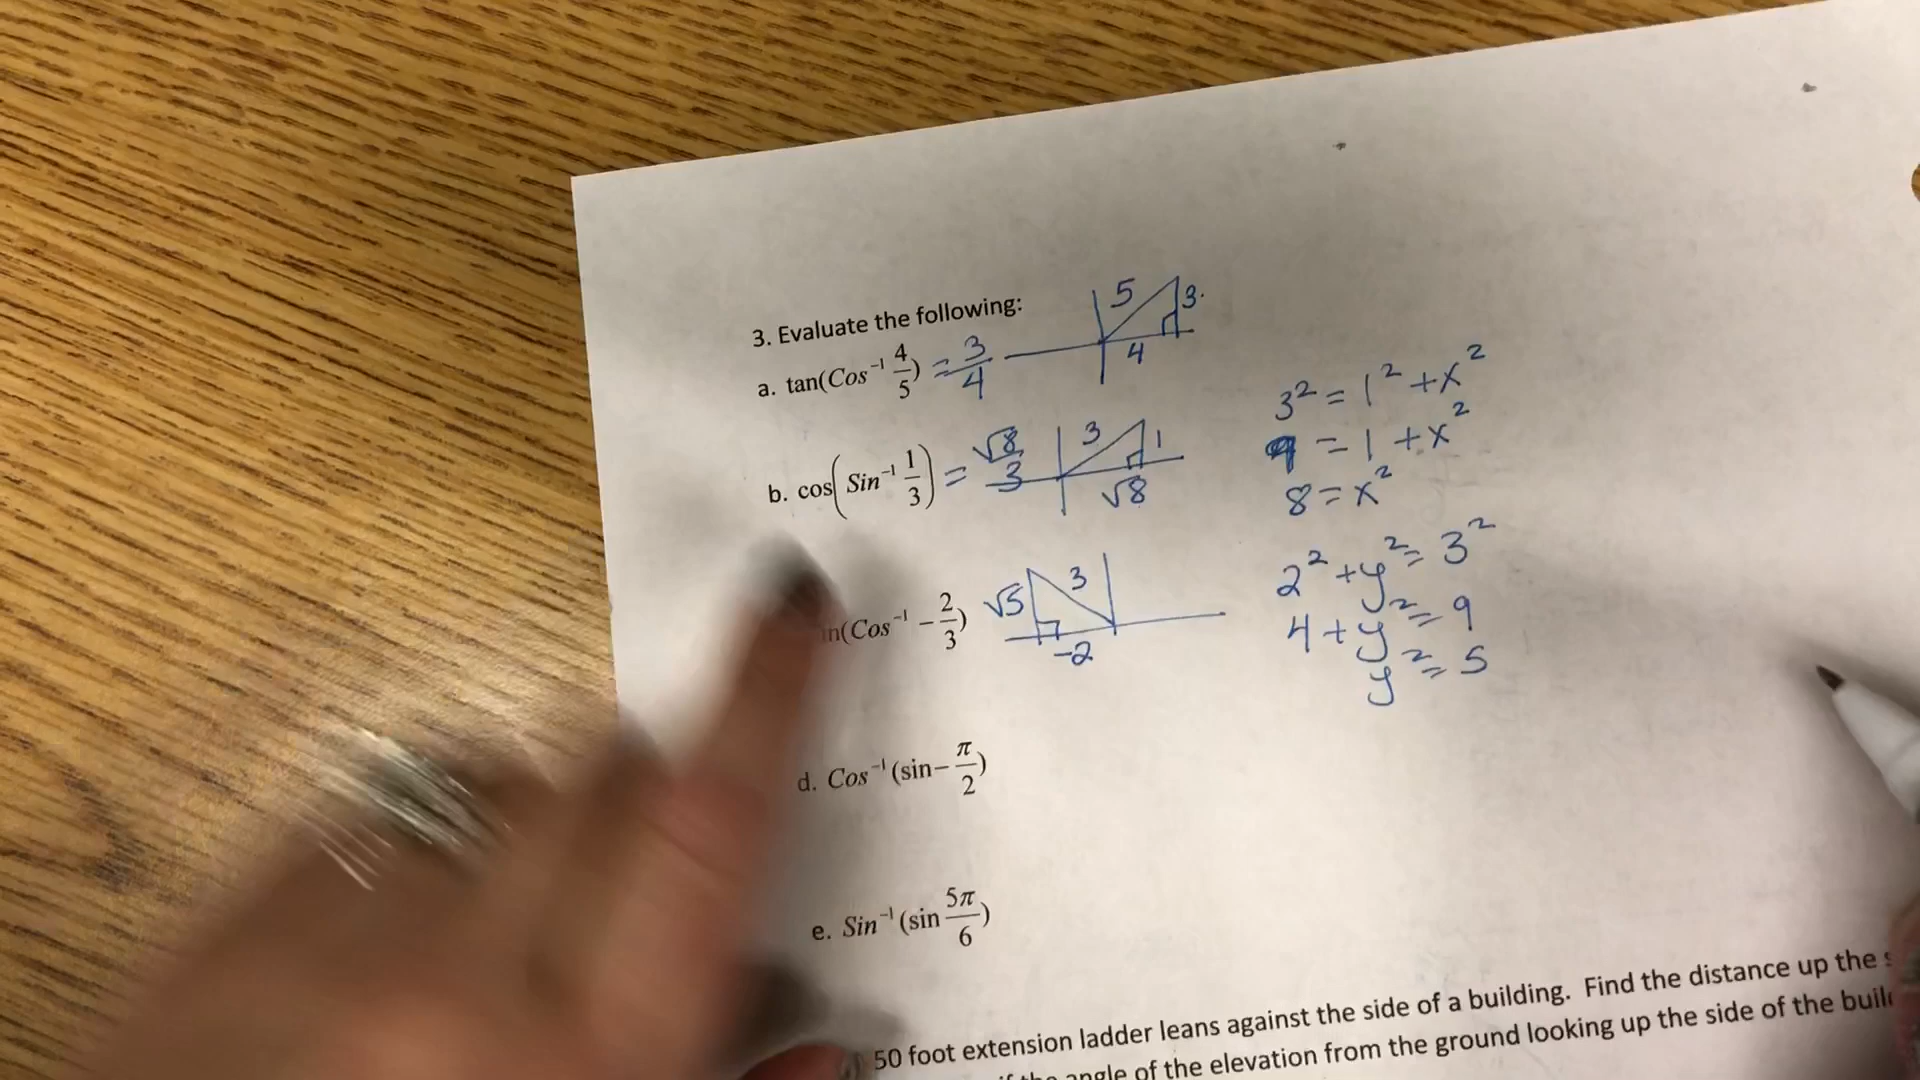 3. Evaluate the following:
a. tan(Cos⁻¹ 4/5) = 3/4
5 3
4
b. cos(Sin⁻¹ 1/3) = √8/3
3 1
√8
3² = 1² + x²
9 = 1 + x²
8 = x²
n(Cos⁻¹ − 2/3)
√5 3
-2
2² + y² = 3²
4 + y² = 9
y² = 5
d. Cos⁻¹(sin − π/2)
e. Sin⁻¹(sin 5π/6)
50 foot extension ladder leans against the side of a building. Find the distance up the
angle of the elevation from the ground looking up the side of the